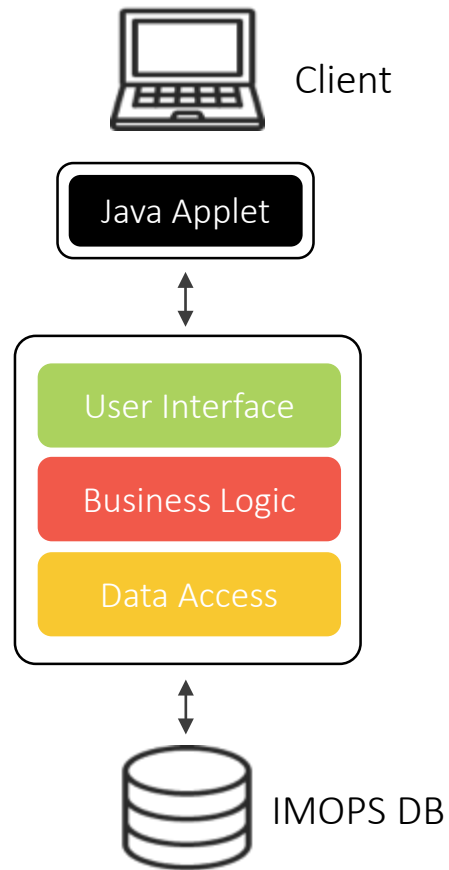 Client
Java Applet
User Interface
Business Logic
Data Access
IMOPS DB